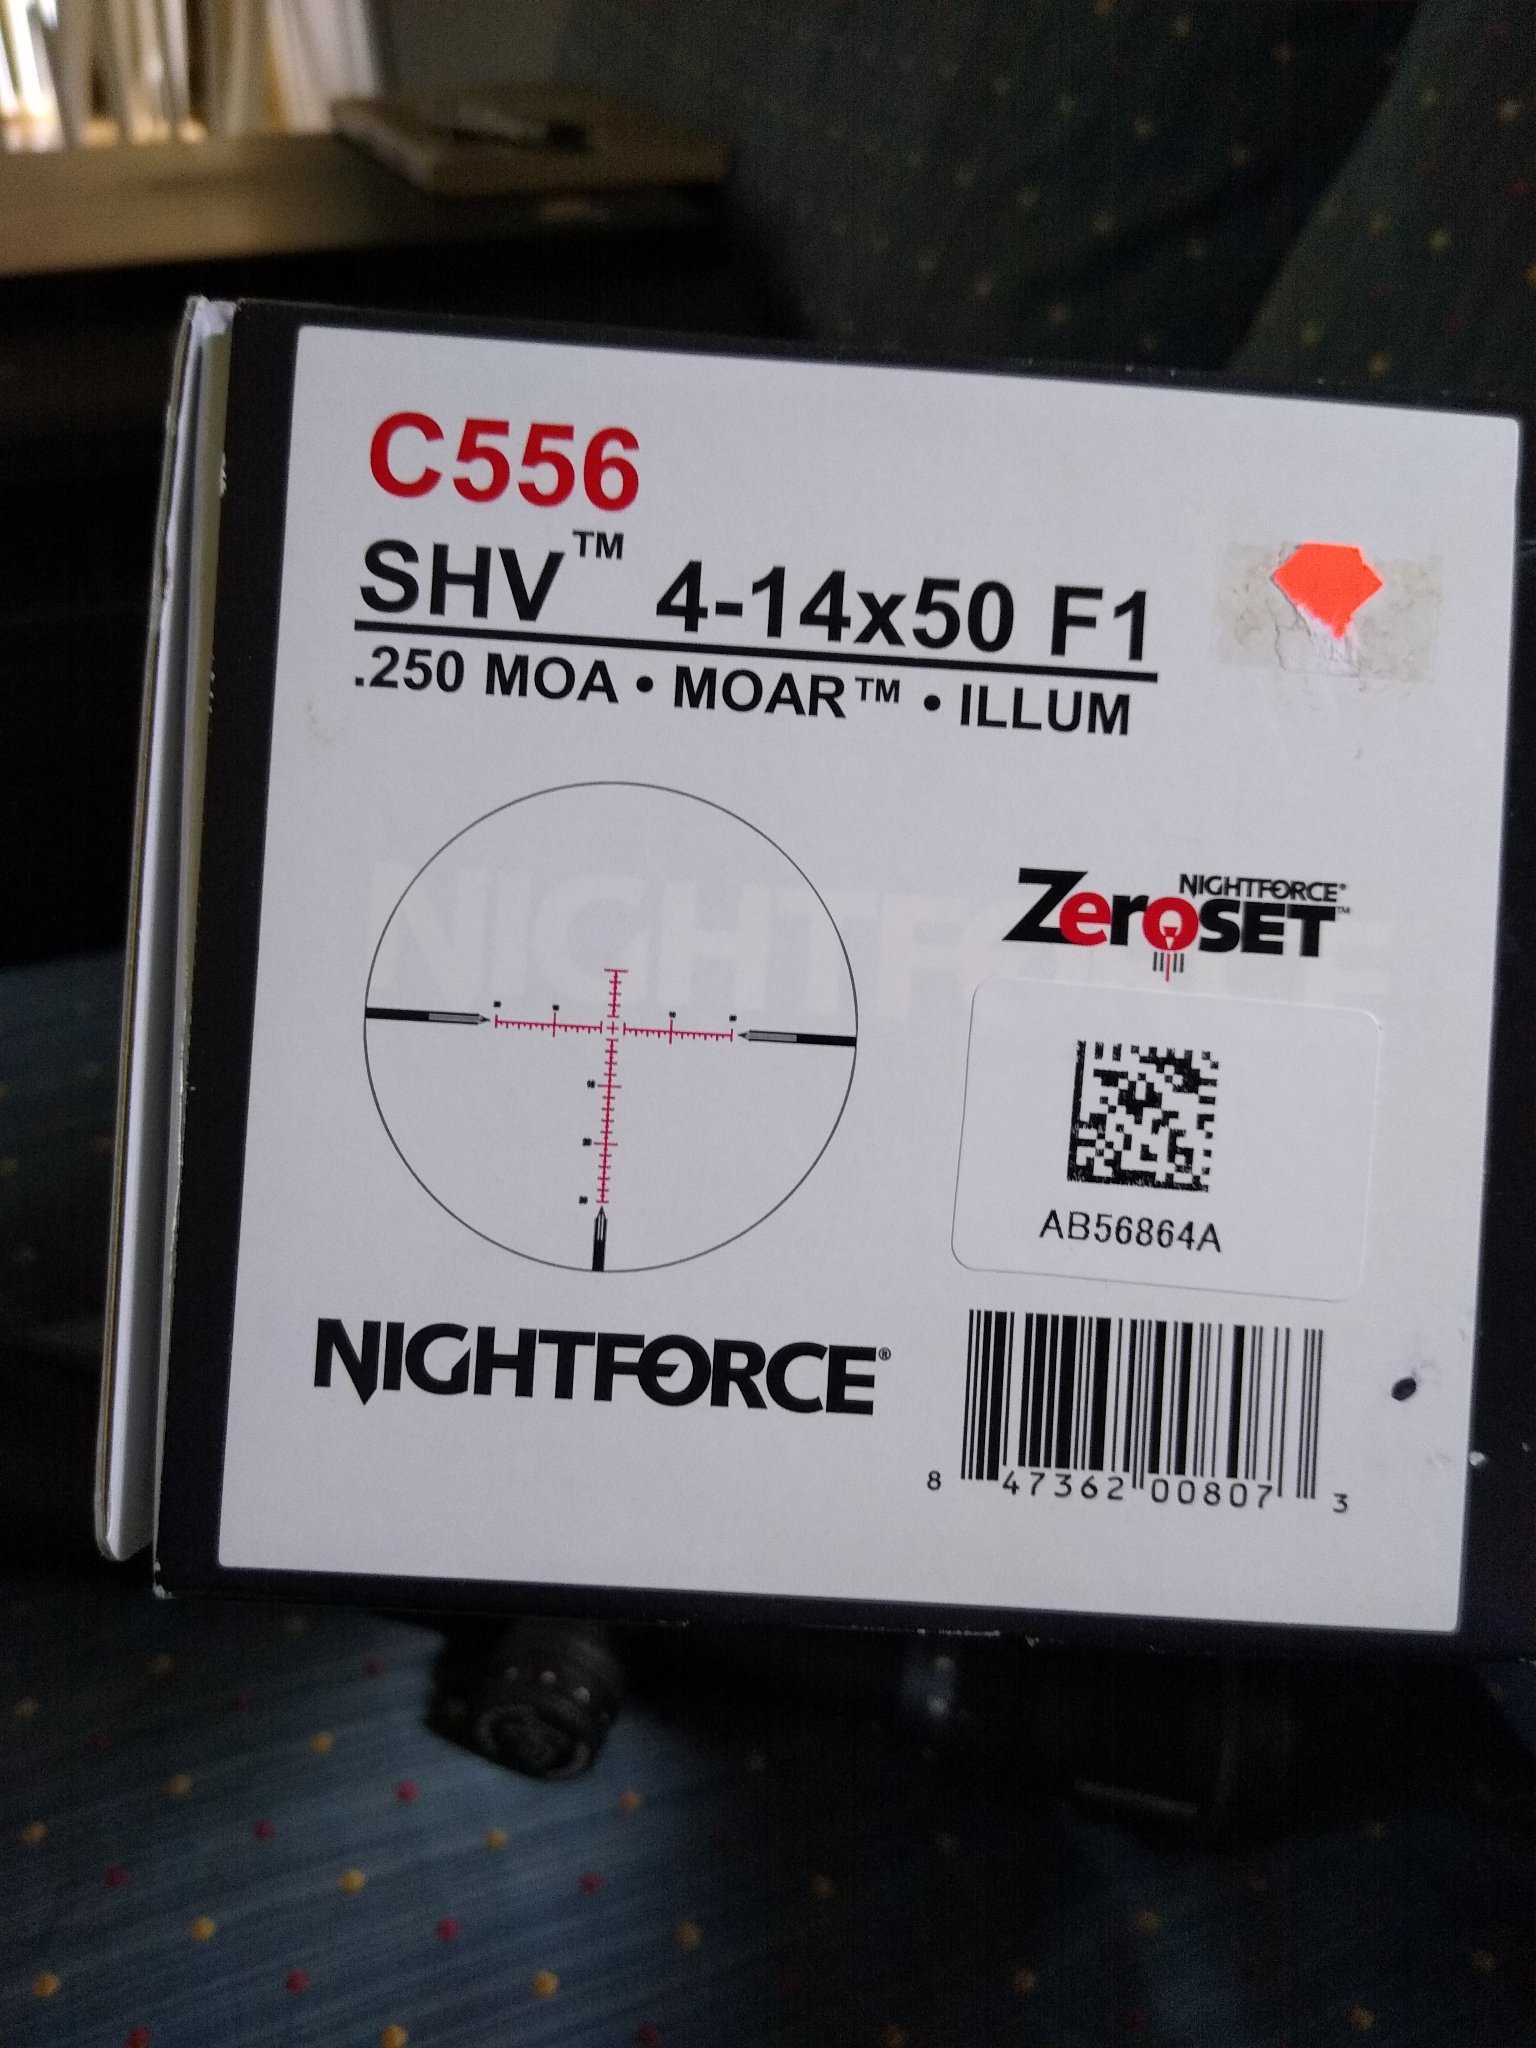 C556
SHV™ 4-14x50 F1
.250 MOA • MOAR™ • ILLUM
NIGHTFORCE
NIGHTFORCE®
ZeroSET™
AB56864A
NIGHTFORCE®
8 47362 00807 3